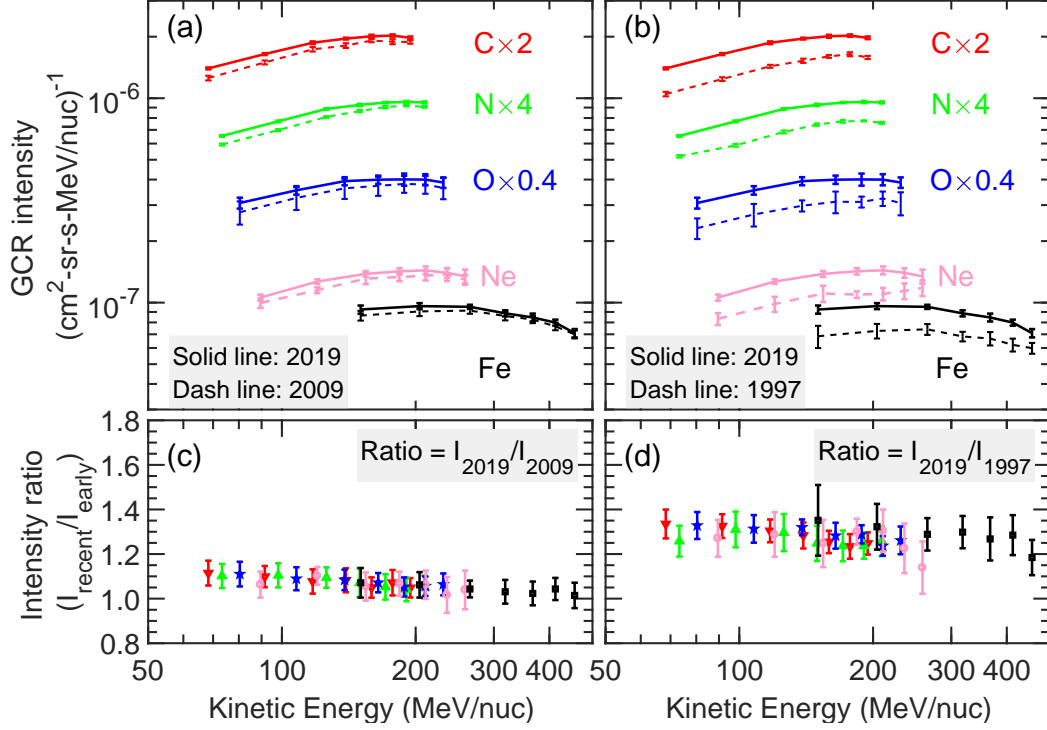 (a)
C×2
N×4
O×0.4
Ne
Fe
Solid line: 2019
Dash line: 2009
GCR intensity
(cm²-sr-s-MeV/nuc)⁻¹
10⁻⁶
10⁻⁷
(b)
C×2
N×4
O×0.4
Ne
Fe
Solid line: 2019
Dash line: 1997
(c)
Ratio = I₂₀₁₉/I₂₀₀₉
Intensity ratio
(I_recent/I_early)
1.8
1.6
1.4
1.2
1.0
0.8
50 100 200 300 400
Kinetic Energy (MeV/nuc)
(d)
Ratio = I₂₀₁₉/I₁₉₉₇
50 100 200 300 400
Kinetic Energy (MeV/nuc)